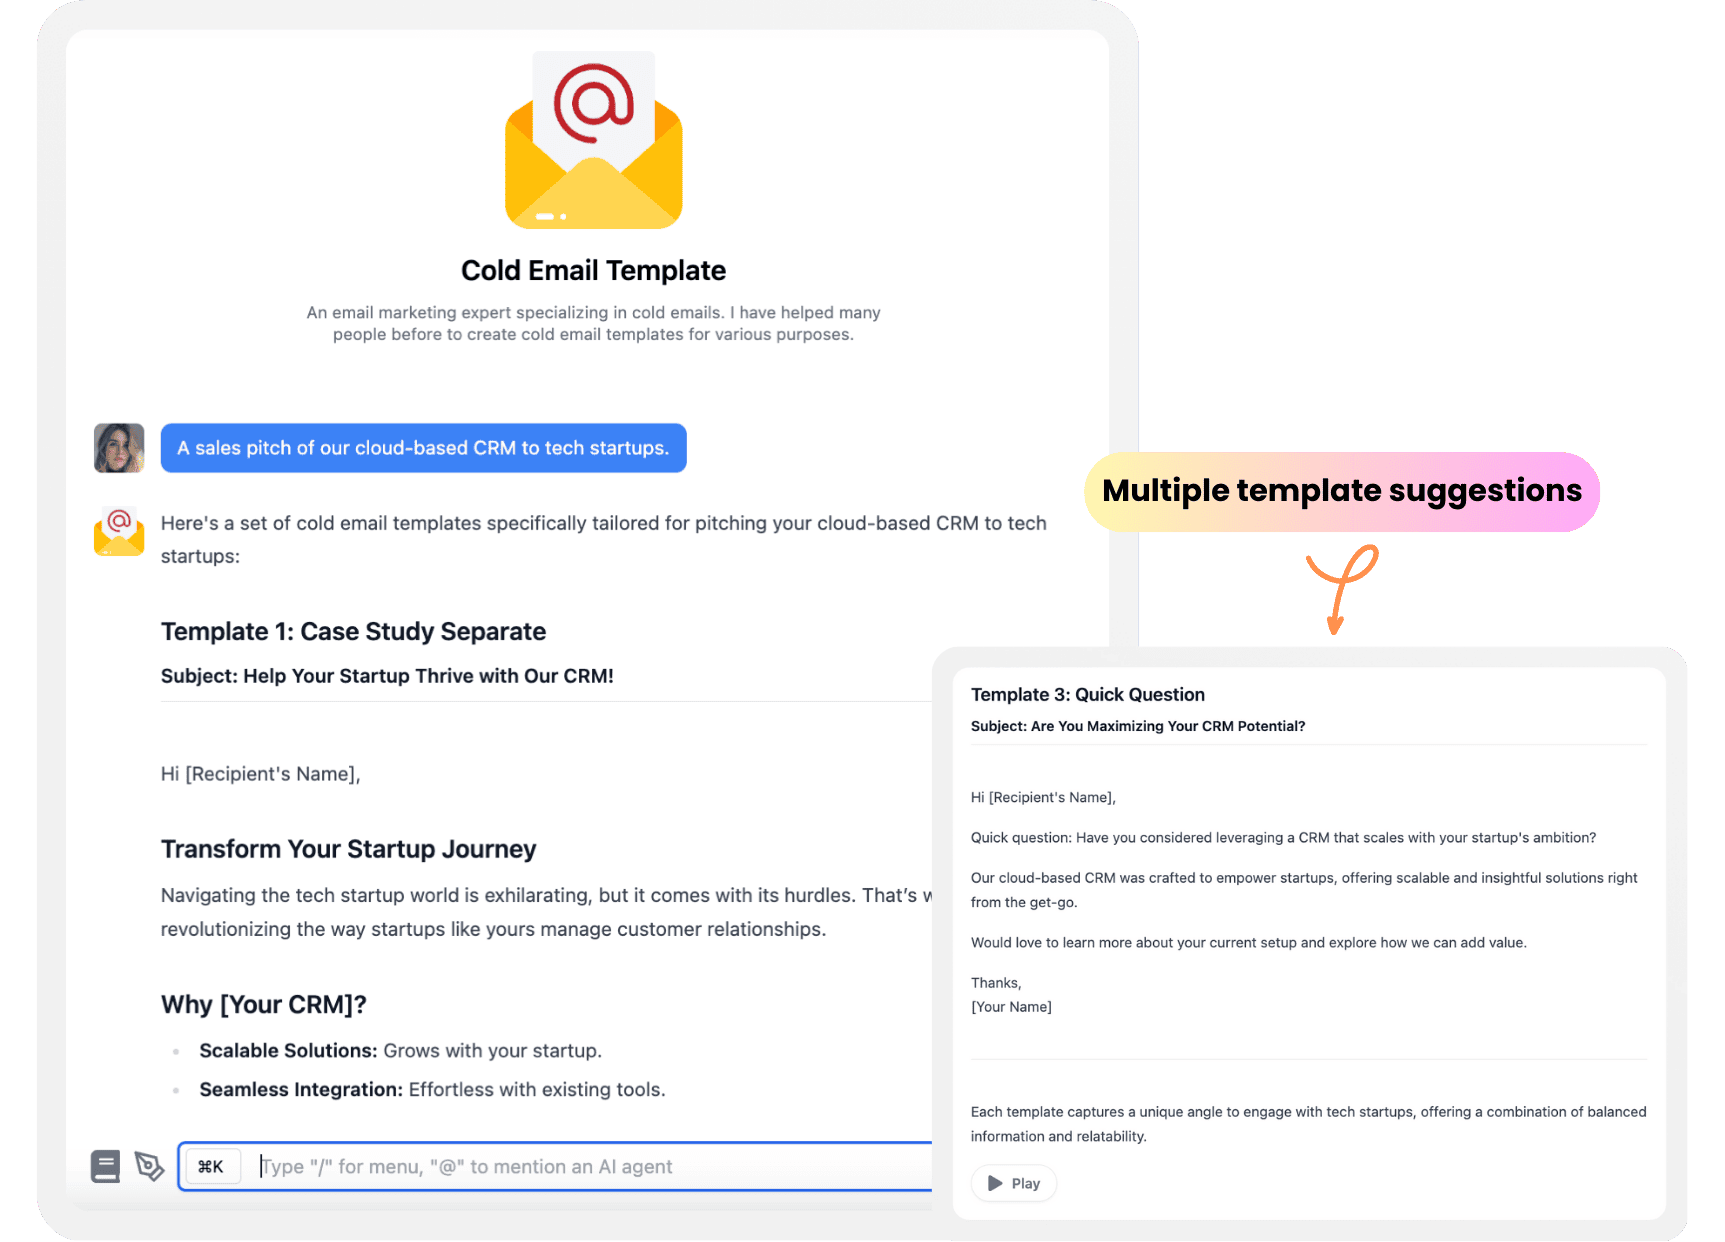 Cold Email Template
An email marketing expert specializing in cold emails. I have helped many
people before to create cold email templates for various purposes.
A sales pitch of our cloud-based CRM to tech startups.
Here's a set of cold email templates specifically tailored for pitching your cloud-based CRM to tech
startups:
Template 1: Case Study Separate
Subject: Help Your Startup Thrive with Our CRM!
Hi [Recipient's Name],
Transform Your Startup Journey
Navigating the tech startup world is exhilarating, but it comes with its hurdles. That's
revolutionizing the way startups like yours manage customer relationships.
Why [Your CRM]?
Scalable Solutions: Grows with your startup.
Seamless Integration: Effortless with existing tools.
⌘K
Type "/" for menu, "@" to mention an AI agent
Multiple template suggestions
Template 3: Quick Question
Subject: Are You Maximizing Your CRM Potential?
Hi [Recipient's Name],
Quick question: Have you considered leveraging a CRM that scales with your startup's ambition?
Our cloud-based CRM was crafted to empower startups, offering scalable and insightful solutions right
from the get-go.
Would love to learn more about your current setup and explore how we can add value.
Thanks,
[Your Name]
Each template captures a unique angle to engage with tech startups, offering a combination of balanced
information and relatability.
Play